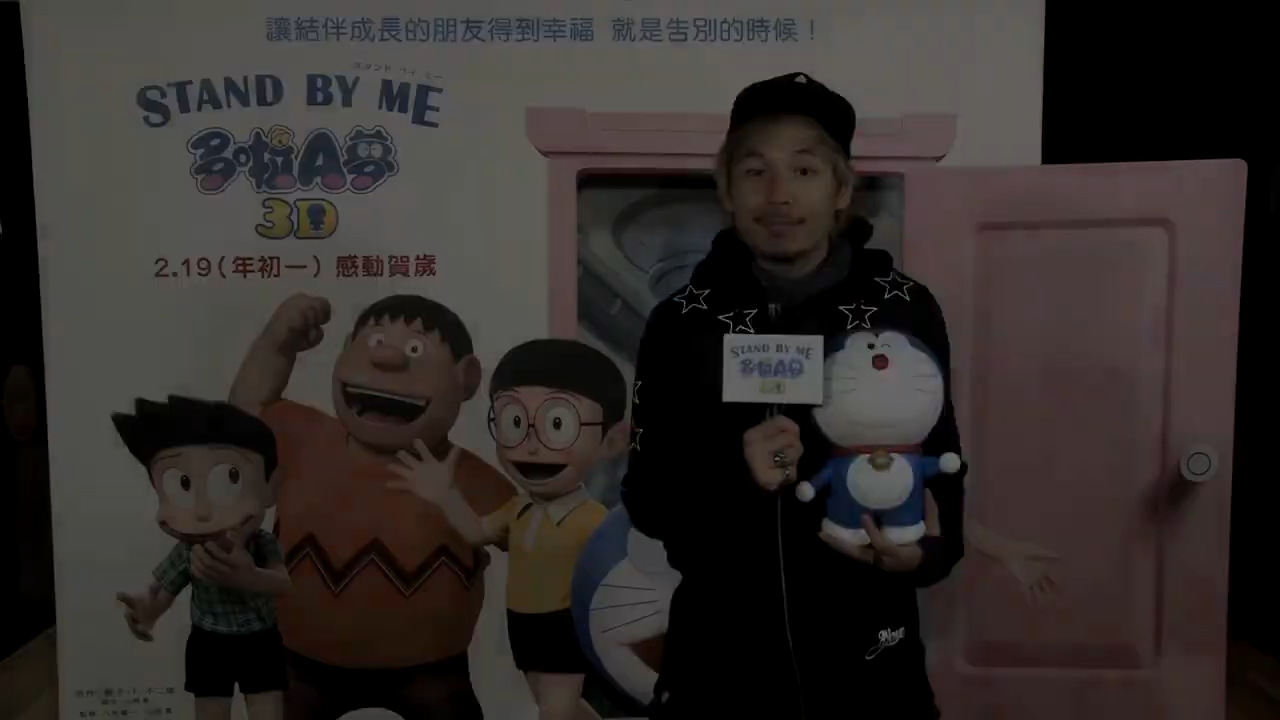 讓結伴成長的朋友得到幸福 就是告別的時候！
スタンド バイ ミー
STAND BY ME
多啦A夢
3D
2.19（年初一）感動賀歲
STAND BY ME
多啦A夢
3D